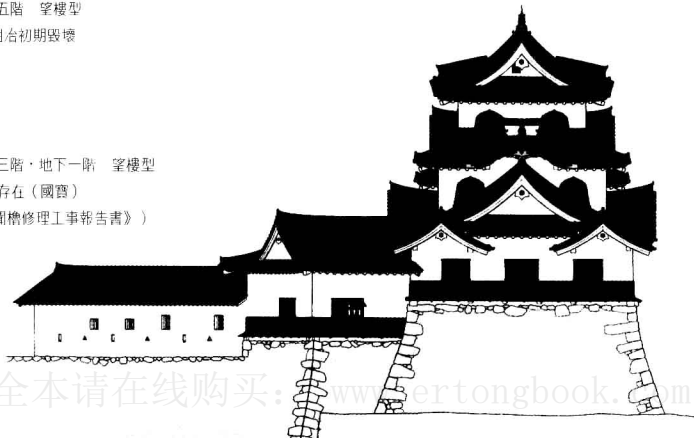 五階　望樓型
明治初期毀壞
三階・地下一階　望樓型
存在（國寶）
櫓修理工事報告書》）
全本请在线购买：www.ertongbook.com